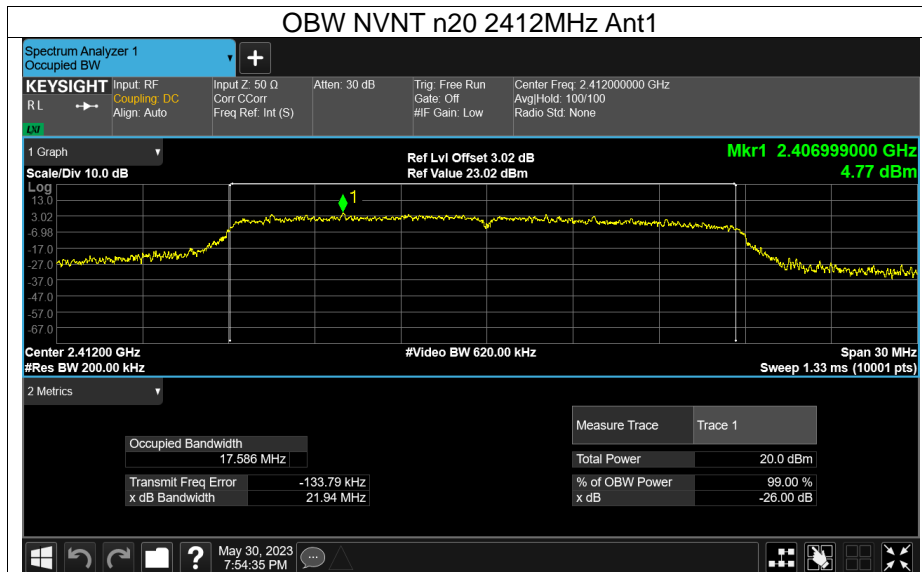 OBW NVNT n20 2412MHz Ant1
Spectrum Analyzer 1
Occupied BW
+
KEYSIGHT
R L
LXI
Input: RF
Coupling: DC
Align: Auto
Input Z: 50 Ω
Corr CCorr
Freq Ref: Int (S)
Atten: 30 dB
Trig: Free Run
Gate: Off
#IF Gain: Low
Center Freq: 2.412000000 GHz
Avg|Hold: 100/100
Radio Std: None
1 Graph
Scale/Div 10.0 dB
Ref Lvl Offset 3.02 dB
Ref Value 23.02 dBm
Mkr1 2.406999000 GHz
4.77 dBm
Log
13.0
3.02
-6.98
-17.0
-27.0
-37.0
-47.0
-57.0
-67.0
1
Center 2.41200 GHz
#Res BW 200.00 kHz
#Video BW 620.00 kHz
Span 30 MHz
Sweep 1.33 ms (10001 pts)
2 Metrics
Occupied Bandwidth
17.586 MHz
Transmit Freq Error -133.79 kHz
x dB Bandwidth 21.94 MHz
Measure Trace Trace 1
Total Power 20.0 dBm
% of OBW Power 99.00 %
x dB -26.00 dB
?
May 30, 2023
7:54:35 PM